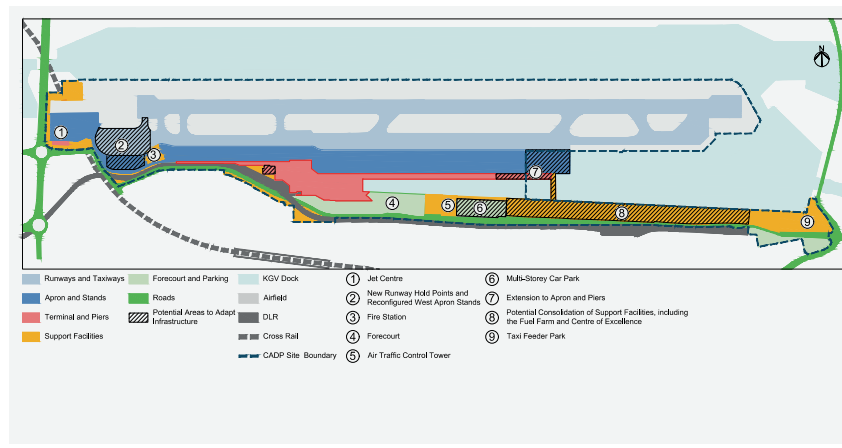 N
1
2
3
7
4
5
6
8
9
Runways and Taxiways
Apron and Stands
Terminal and Piers
Support Facilities
Forecourt and Parking
Roads
Potential Areas to Adapt
Infrastructure
KGV Dock
Airfield
DLR
Cross Rail
CADP Site Boundary
1 Jet Centre
2 New Runway Hold Points and
Reconfigured West Apron Stands
3 Fire Station
4 Forecourt
5 Air Traffic Control Tower
6 Multi-Storey Car Park
7 Extension to Apron and Piers
8 Potential Consolidation of Support Facilities, including
the Fuel Farm and Centre of Excellence
9 Taxi Feeder Park